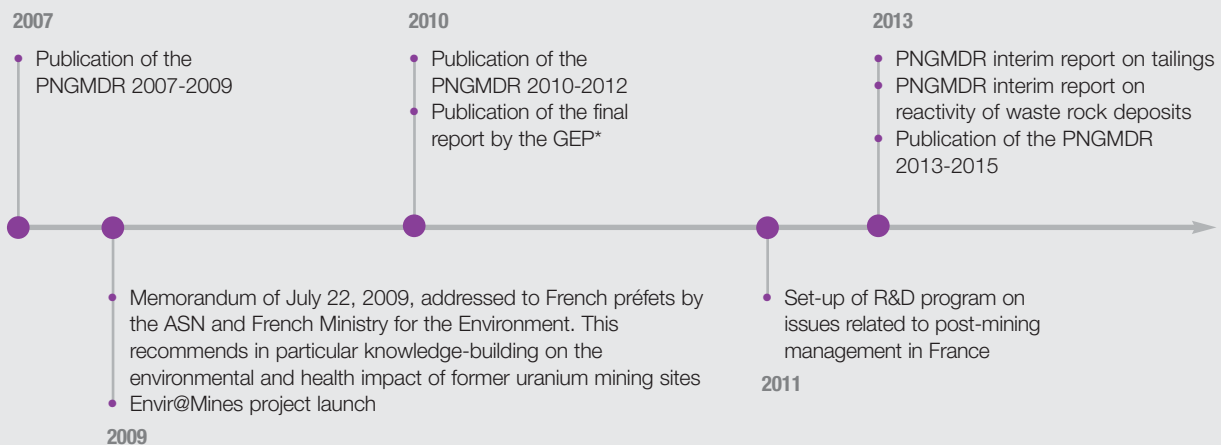 2007
Publication of the
PNGMDR 2007-2009
2010
Publication of the
PNGMDR 2010-2012
Publication of the final
report by the GEP*
2013
PNGMDR interim report on tailings
PNGMDR interim report on
reactivity of waste rock deposits
Publication of the PNGMDR
2013-2015
Memorandum of July 22, 2009, addressed to French préfets by
the ASN and French Ministry for the Environment. This
recommends in particular knowledge-building on the
environmental and health impact of former uranium mining sites
Envir@Mines project launch
2009
Set-up of R&D program on
issues related to post-mining
management in France
2011